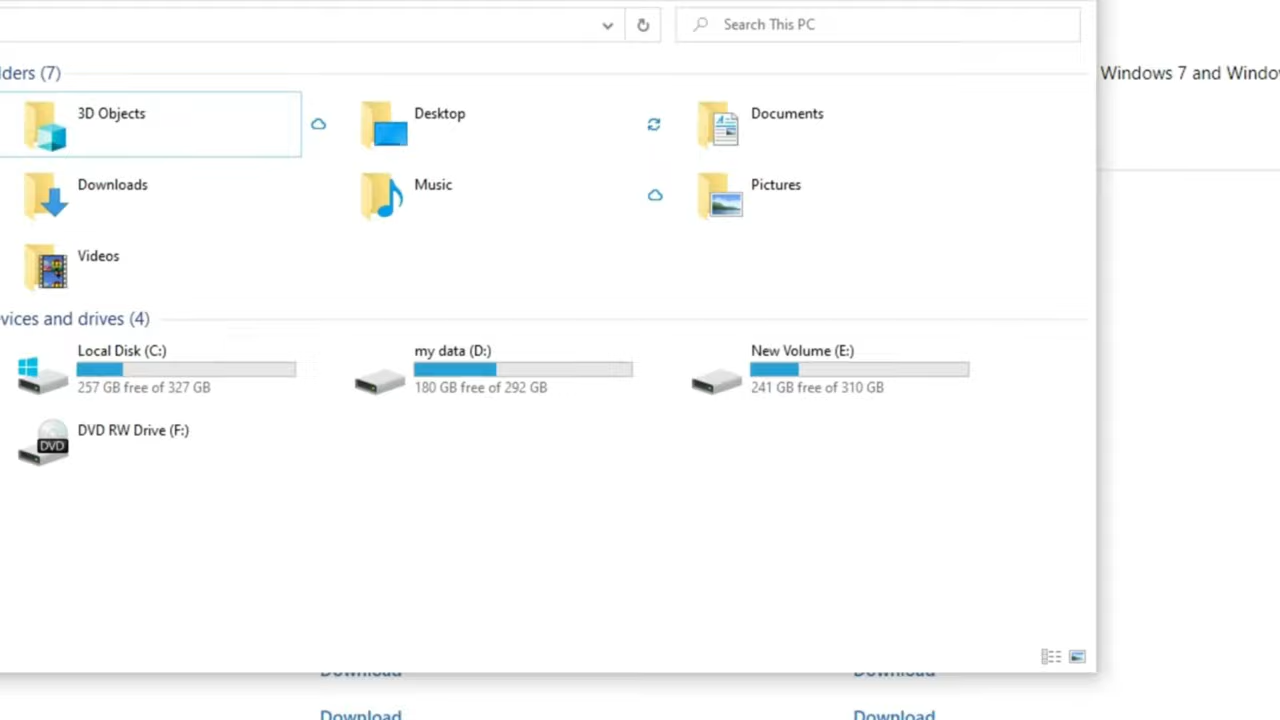 Search This PC
lders (7)
Windows 7 and Windo
3D Objects
Desktop
Documents
Downloads
Music
Pictures
Videos
vices and drives (4)
Local Disk (C:)
257 GB free of 327 GB
my data (D:)
180 GB free of 292 GB
New Volume (E:)
241 GB free of 310 GB
DVD RW Drive (F:)
DVD
Download
Download
Download
Download